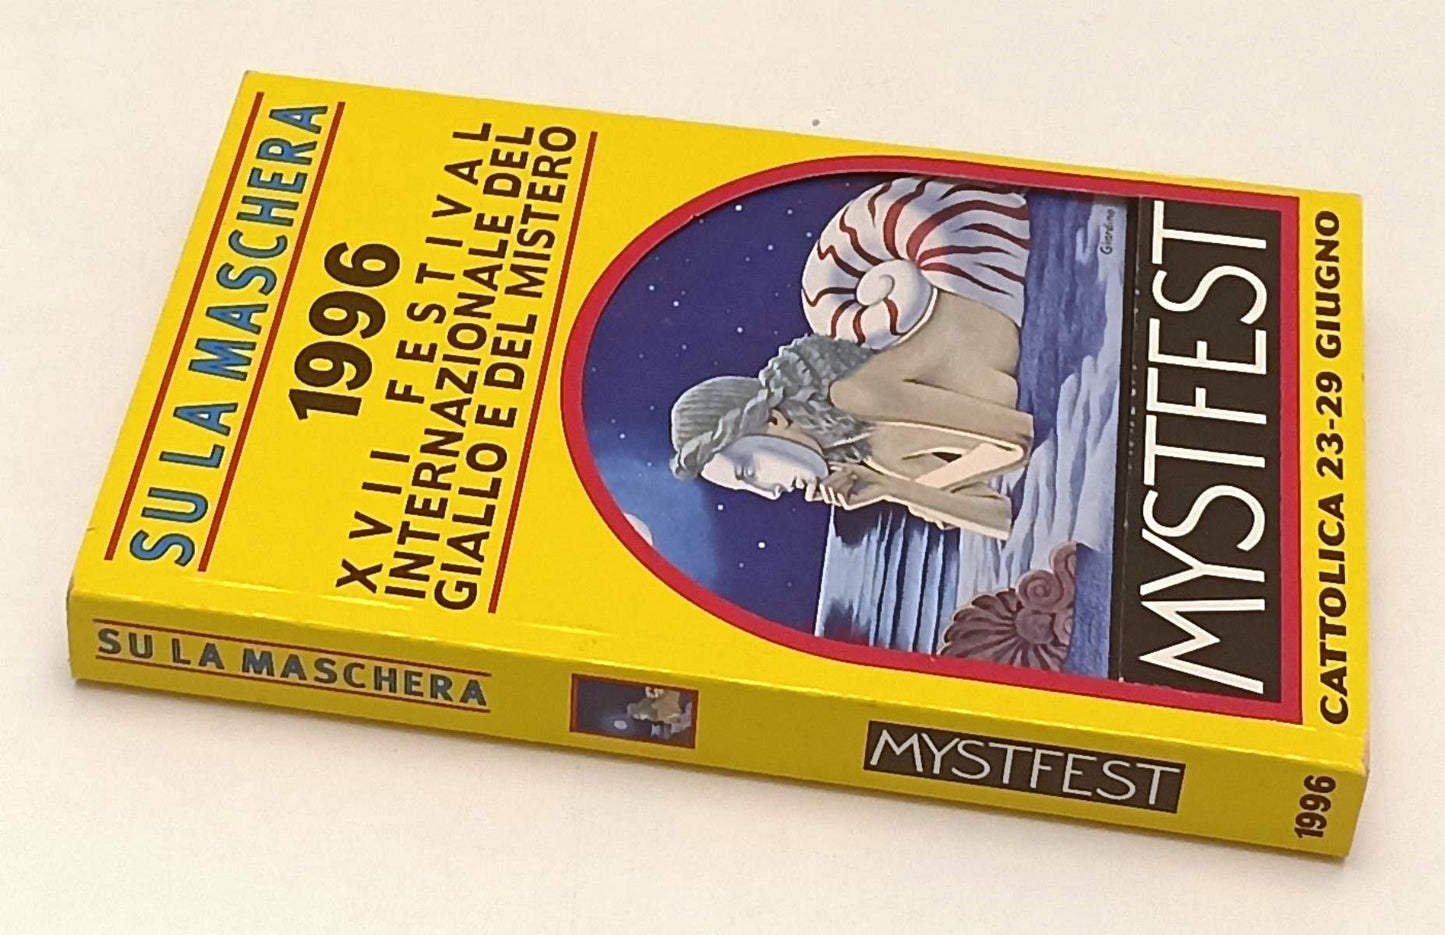 SU LA MASCHERA
1996
XVII FESTIVAL
INTERNAZIONALE DEL
GIALLO E DEL MISTERO
Giardino
MYSTFEST
CATTOLICA 23-29 GIUGNO
SU LA MASCHERA
MYSTFEST
1996